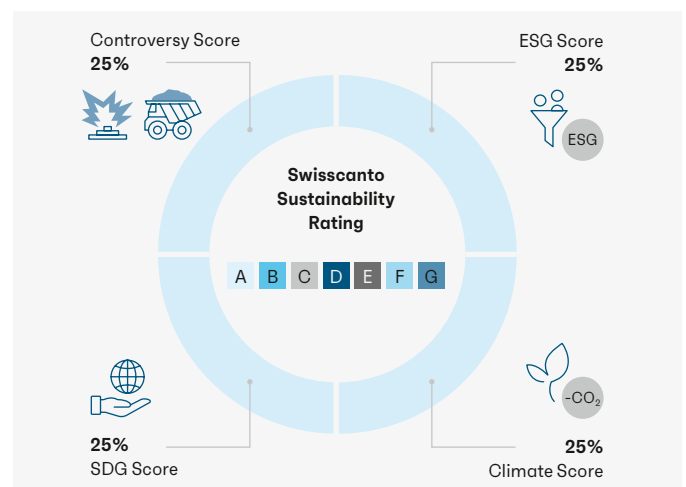 Controversy Score
25%
ESG Score
25%
ESG
Swisscanto
Sustainability
Rating
A B C D E F G
-CO₂
25%
SDG Score
25%
Climate Score